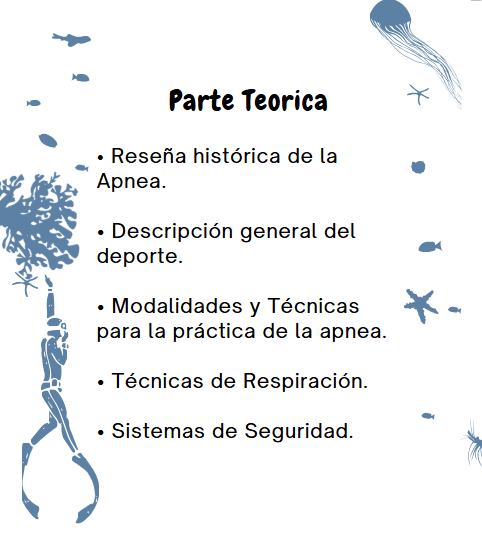 Parte Teorica
• Reseña histórica de la
Apnea.
• Descripción general del
deporte.
• Modalidades y Técnicas
para la práctica de la apnea.
• Técnicas de Respiración.
• Sistemas de Seguridad.